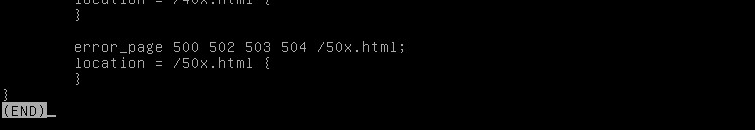 location = /40x.html {
}
error_page 500 502 503 504 /50x.html;
location = /50x.html {
}
}
(END)